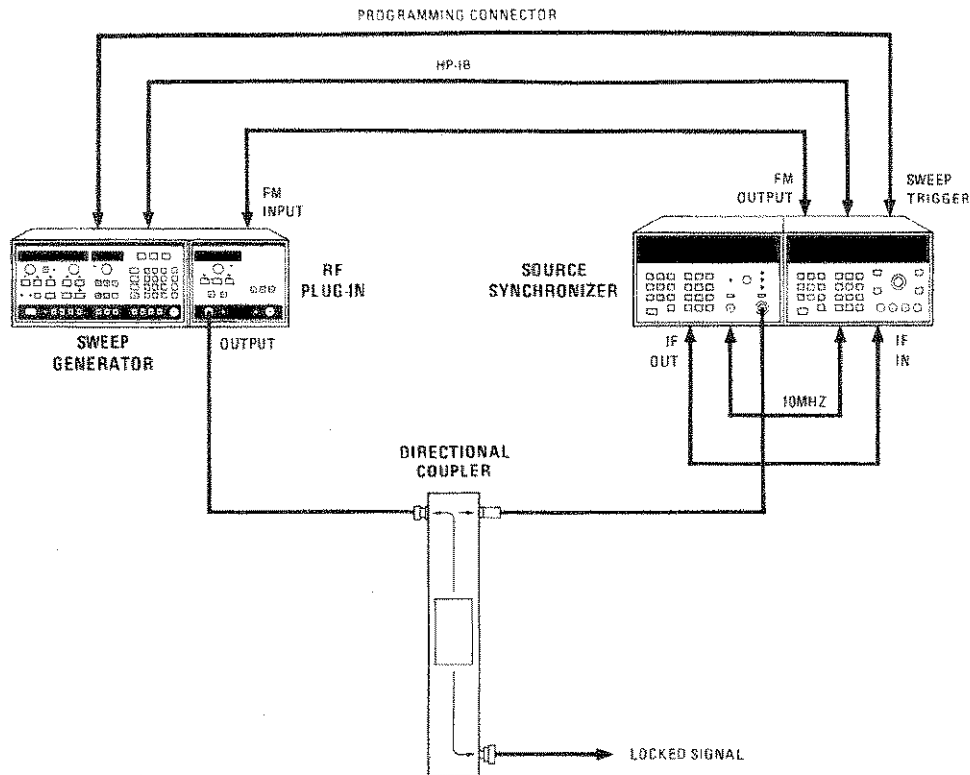 PROGRAMMING CONNECTOR
HP-IB
FM
INPUT
FM
OUTPUT
SWEEP
TRIGGER
RF
PLUG-IN
SOURCE
SYNCHRONIZER
SWEEP
GENERATOR
OUTPUT
IF
OUT
IF
IN
10MHZ
DIRECTIONAL
COUPLER
LOCKED SIGNAL